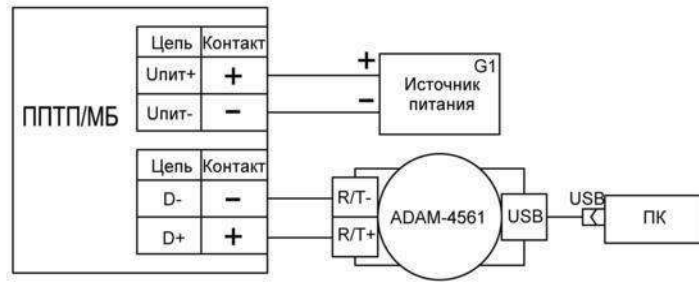 ППТП/МБ
Цепь Контакт
Uпит+ +
Uпит- -
+
-
G1
Источник
питания
Цепь Контакт
D- -
D+ +
R/T-
R/T+
ADAM-4561
USB
USB
ПК